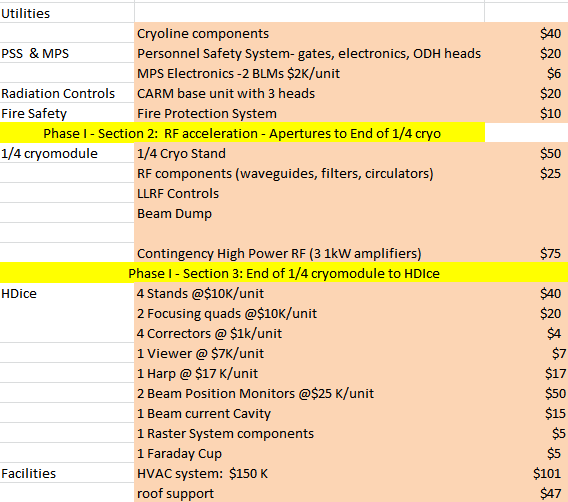 Utilities
Cryoline components $40
PSS & MPS Personnel Safety System- gates, electronics, ODH heads $20
MPS Electronics -2 BLMs $2K/unit $6
Radiation Controls CARM base unit with 3 heads $20
Fire Safety Fire Protection System $10
Phase I - Section 2: RF acceleration - Apertures to End of 1/4 cryo
1/4 cryomodule 1/4 Cryo Stand $50
RF components (waveguides, filters, circulators) $25
LLRF Controls
Beam Dump
Contingency High Power RF (3 1kW amplifiers) $75
Phase I - Section 3: End of 1/4 cryomodule to HDIce
HDice 4 Stands @$10K/unit $40
2 Focusing quads @$10K/unit $20
4 Correctors @ $1k/unit $4
1 Viewer @ $7K/unit $7
1 Harp @ $17 K/unit $17
2 Beam Position Monitors @$25 K/unit $50
1 Beam current Cavity $15
1 Raster System components $5
1 Faraday Cup $5
Facilities HVAC system: $150 K $101
roof support $47